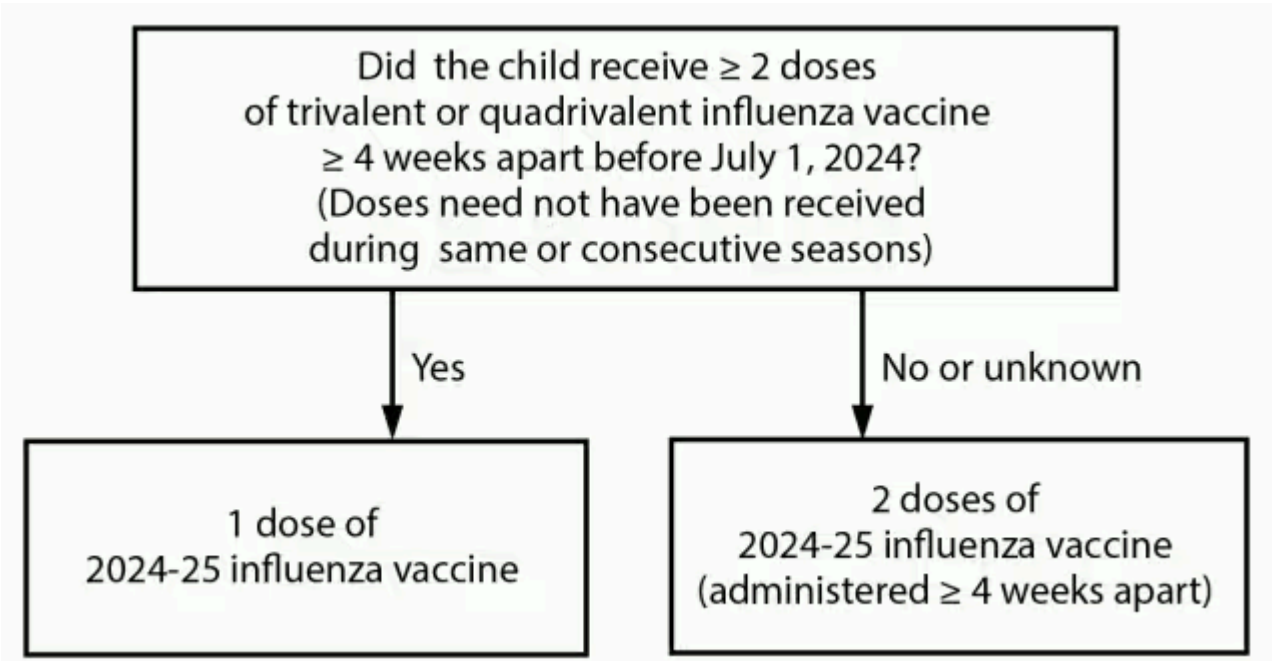 Did the child receive ≥ 2 doses
of trivalent or quadrivalent influenza vaccine
≥ 4 weeks apart before July 1, 2024?
(Doses need not have been received
during same or consecutive seasons)
Yes
No or unknown
1 dose of
2024-25 influenza vaccine
2 doses of
2024-25 influenza vaccine
(administered ≥ 4 weeks apart)